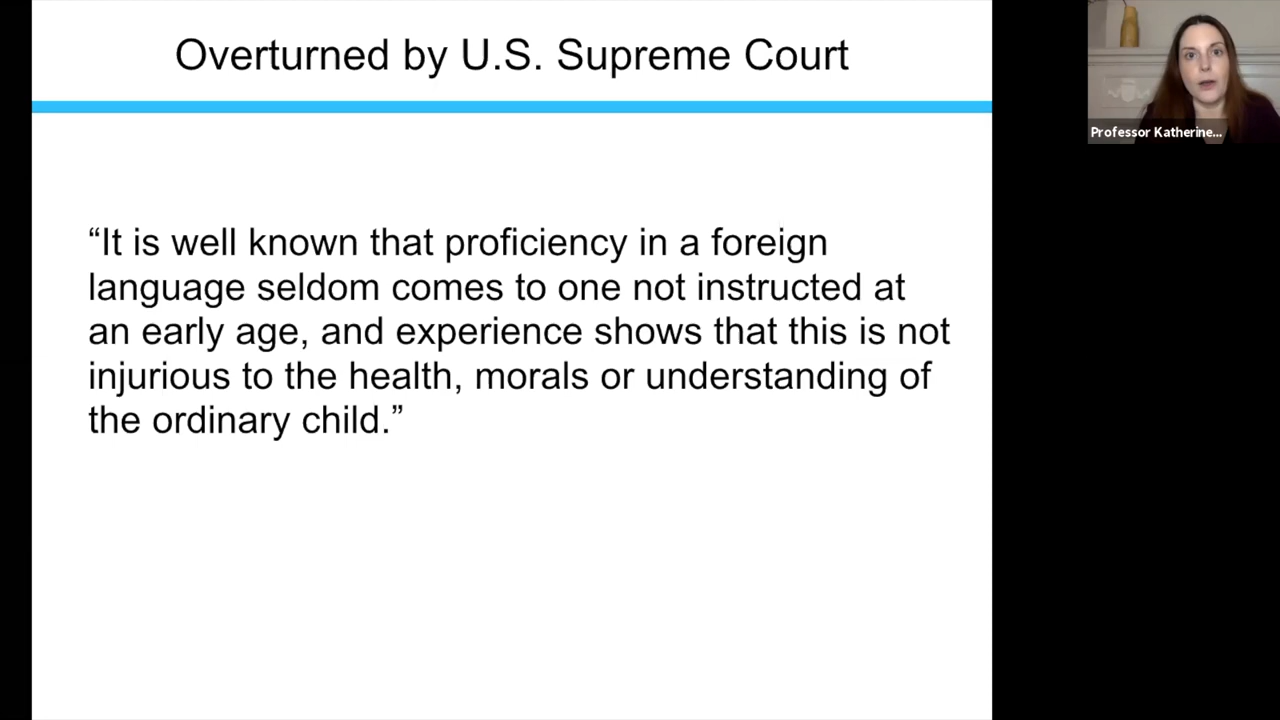 Overturned by U.S. Supreme Court
“It is well known that proficiency in a foreign
language seldom comes to one not instructed at
an early age, and experience shows that this is not
injurious to the health, morals or understanding of
the ordinary child.”
Professor Katherine...